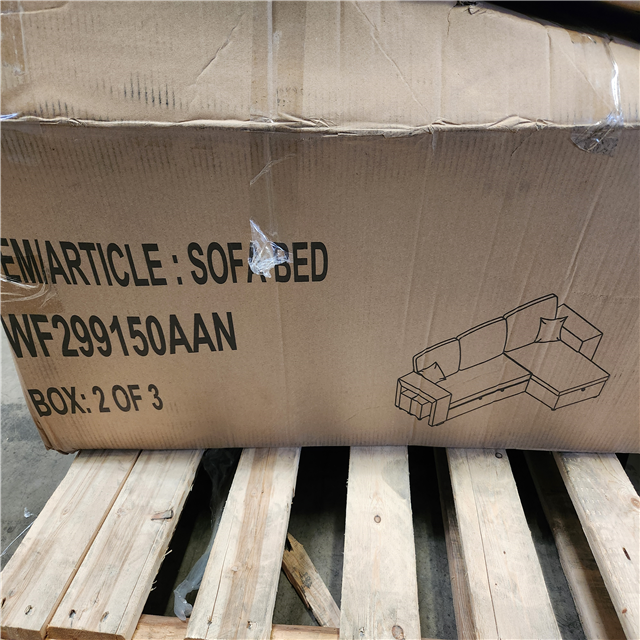 EM/ARTICLE : SOFA BED
WF299150AAN
BOX: 2 OF 3